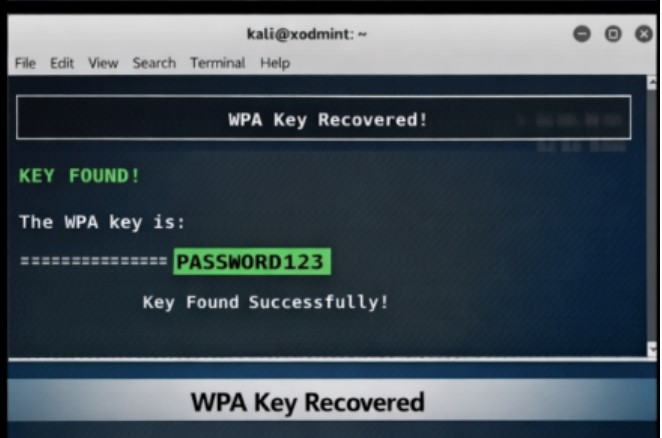 kali@xodmint: ~
File Edit View Search Terminal Help
WPA Key Recovered!
KEY FOUND!
The WPA key is:
=============== PASSWORD123
Key Found Successfully!
WPA Key Recovered